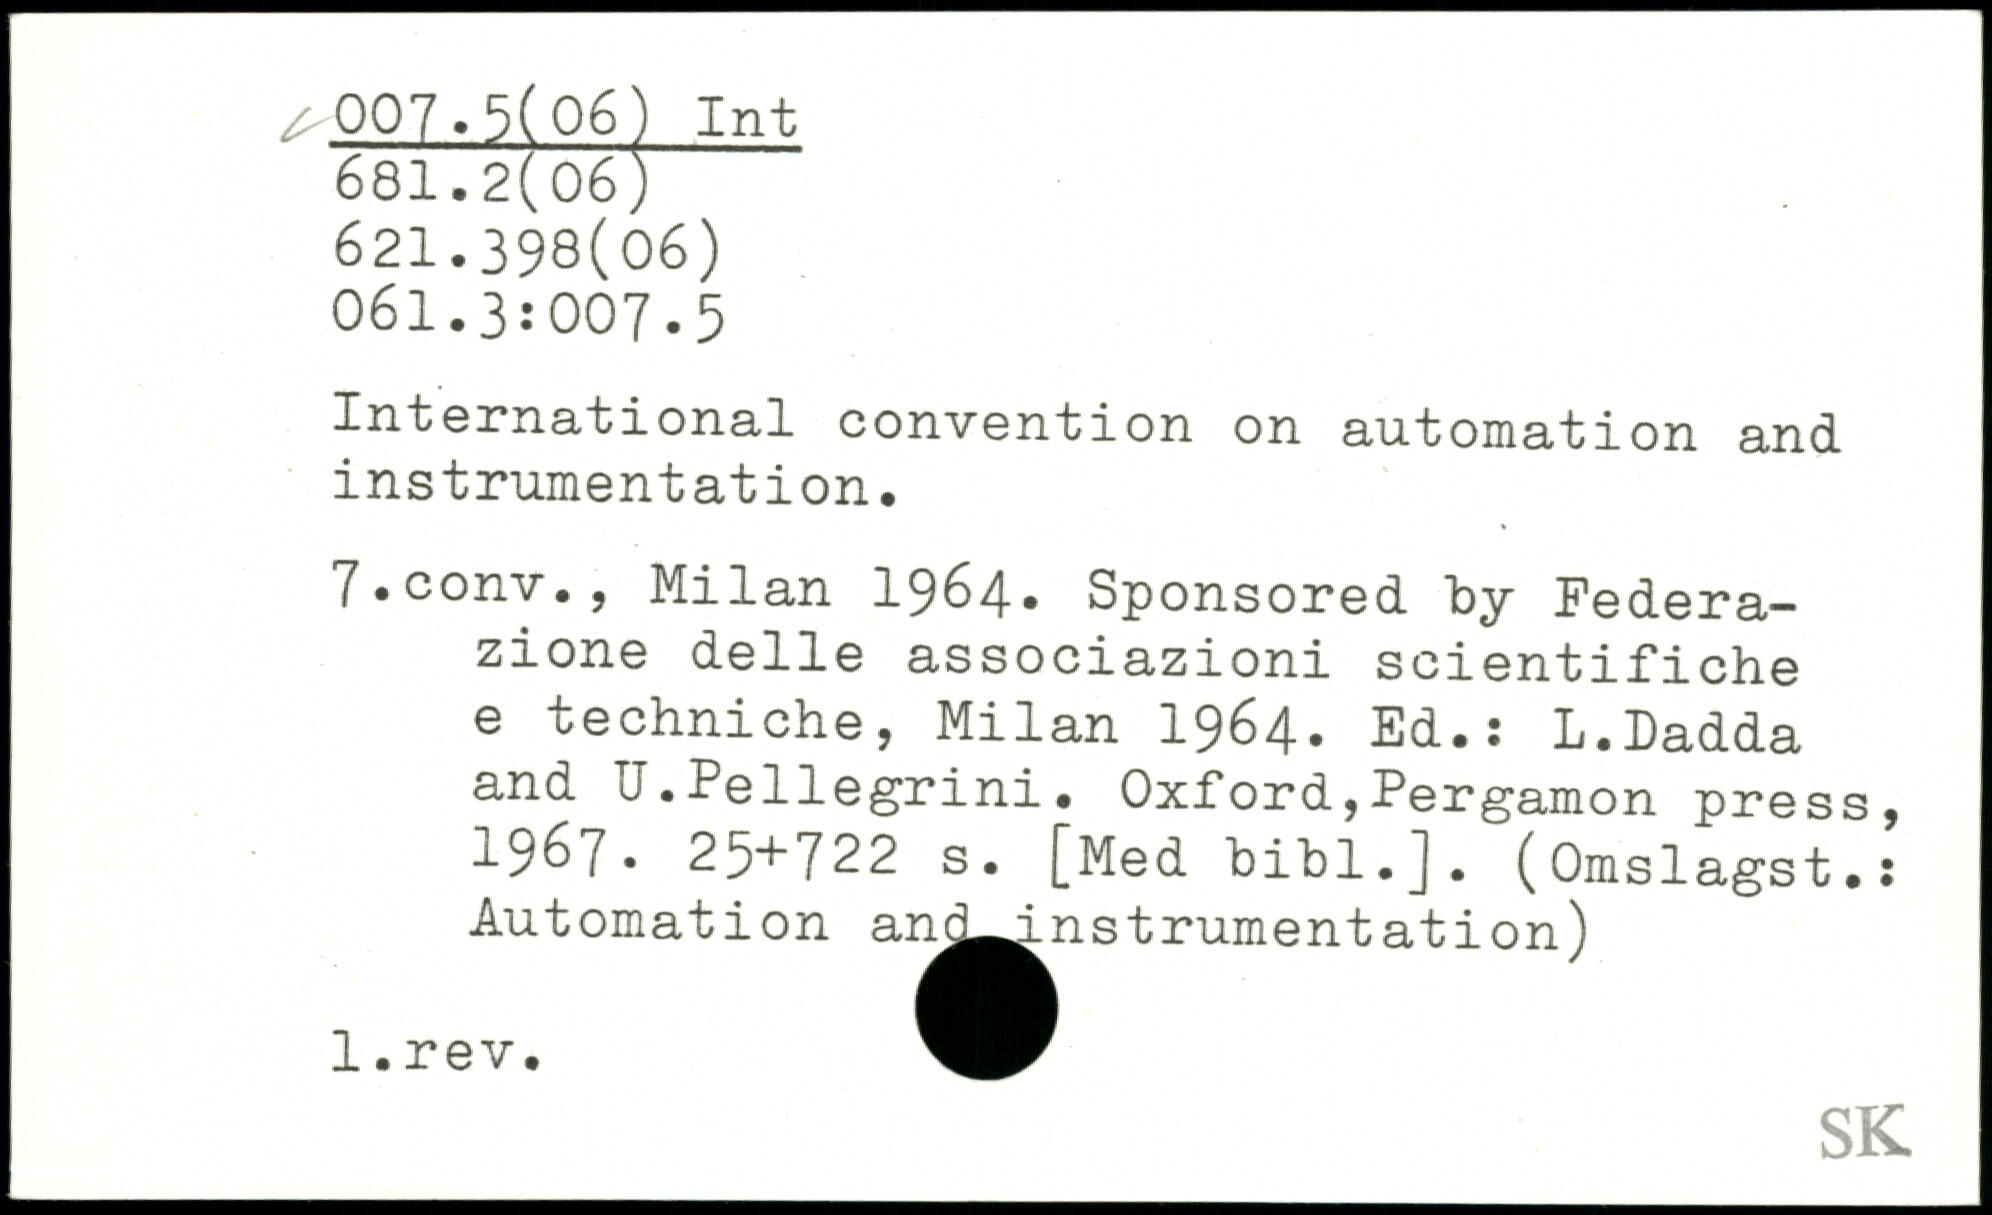 007.5(06) Int
681.2(06)
621.398(06)
061.3:007.5
International convention on automation and
instrumentation.
7.conv., Milan 1964. Sponsored by Federa-
zione delle associazioni scientifiche
e techniche, Milan 1964. Ed.: L.Dadda
and U.Pellegrini. Oxford,Pergamon press,
1967. 25+722 s. [Med bibl.]. (Omslagst.:
Automation and instrumentation)
1.rev.
SK